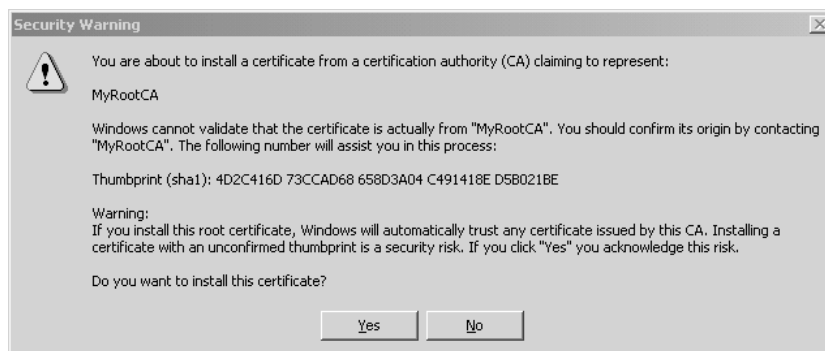 Security Warning
You are about to install a certificate from a certification authority (CA) claiming to represent:
MyRootCA
Windows cannot validate that the certificate is actually from "MyRootCA". You should confirm its origin by contacting
"MyRootCA". The following number will assist you in this process:
Thumbprint (sha1): 4D2C416D 73CCAD68 658D3A04 C491418E D5B021BE
Warning:
If you install this root certificate, Windows will automatically trust any certificate issued by this CA. Installing a
certificate with an unconfirmed thumbprint is a security risk. If you click "Yes" you acknowledge this risk.
Do you want to install this certificate?
Yes No